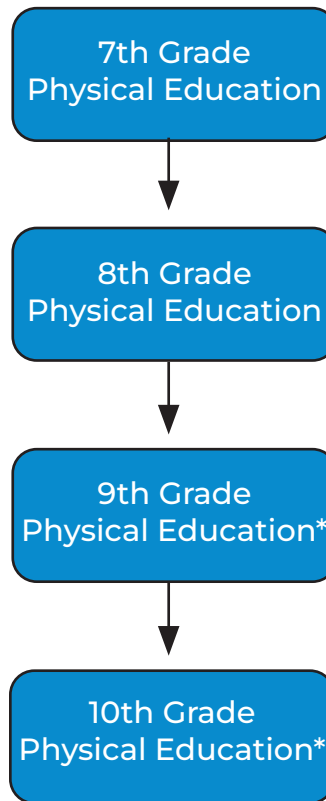 7th Grade
Physical Education
8th Grade
Physical Education
9th Grade
Physical Education*
10th Grade
Physical Education*